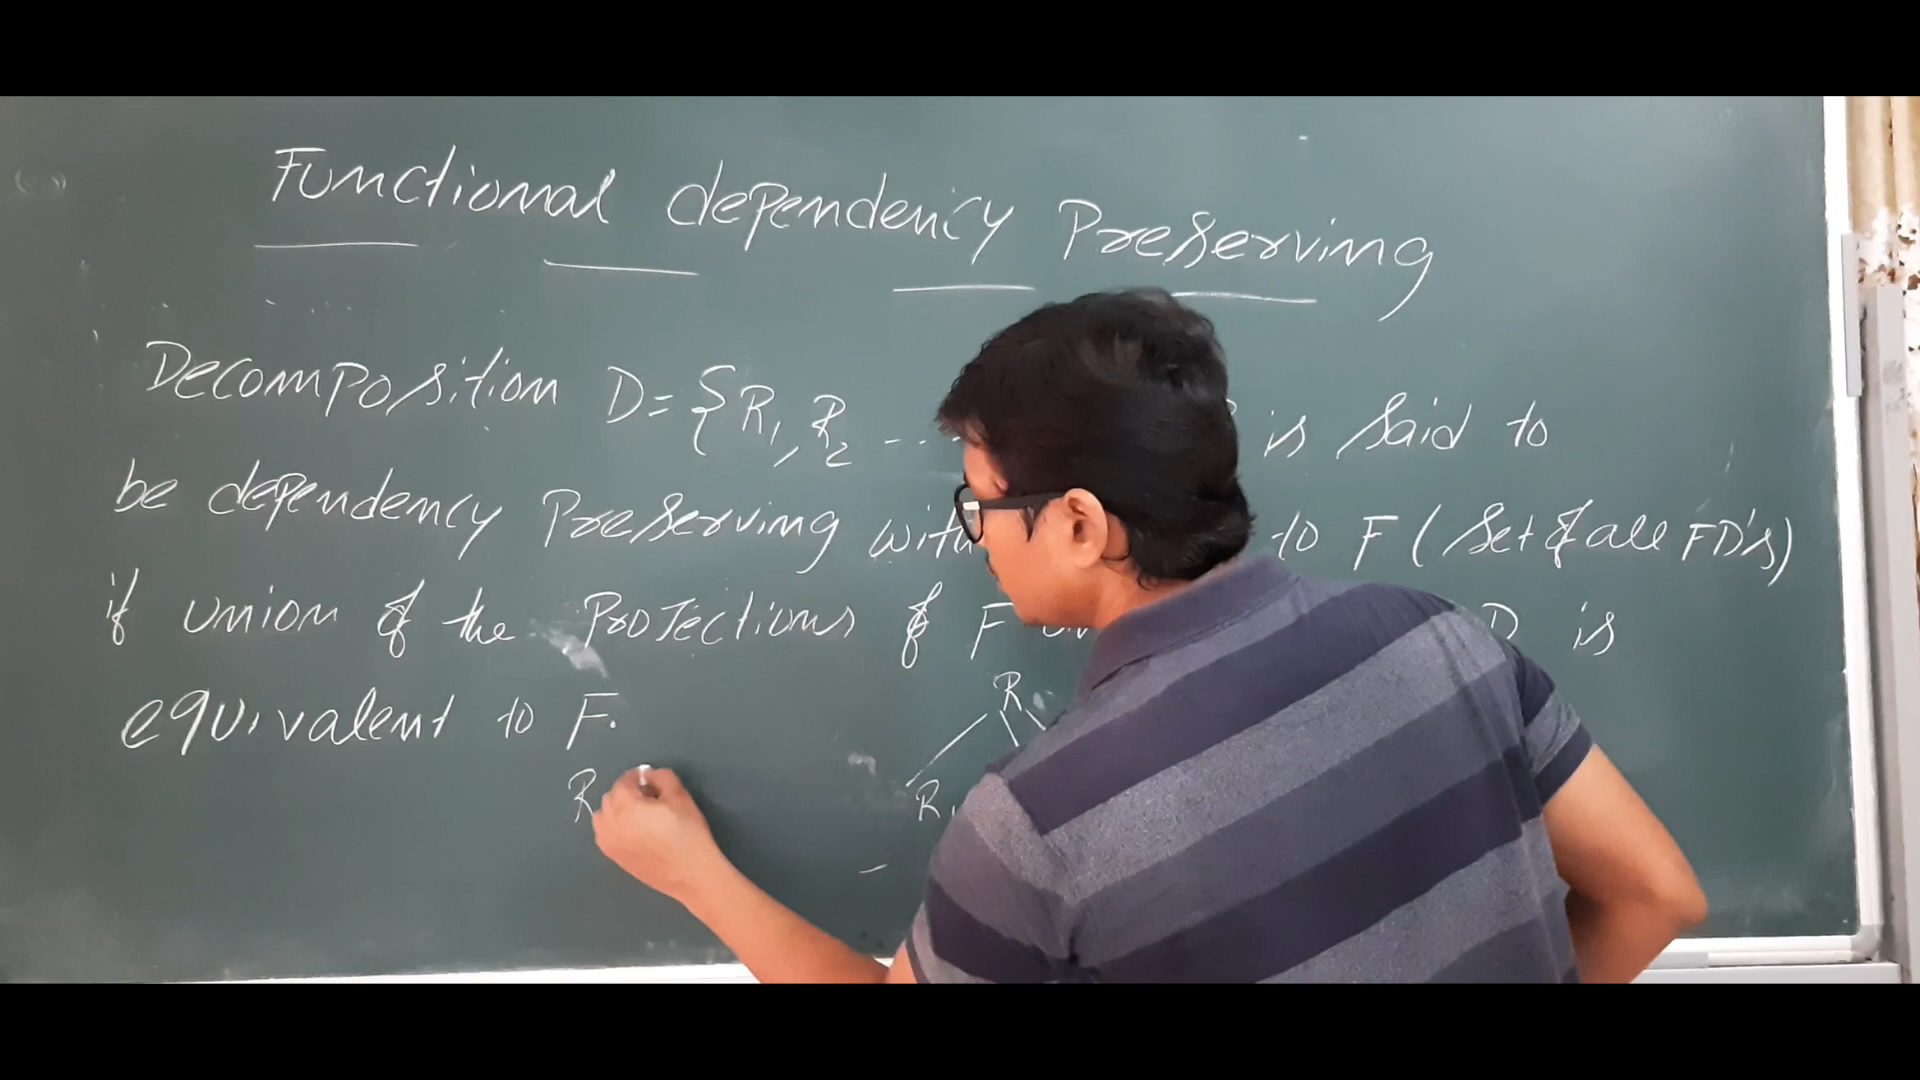 Functional dependency Preserving
Decomposition D = {R1, R2 ... is said to
be dependency Preserving to F (Set of all FD's)
if union of the Projections of F D is
equivalent to F.
R
R R1